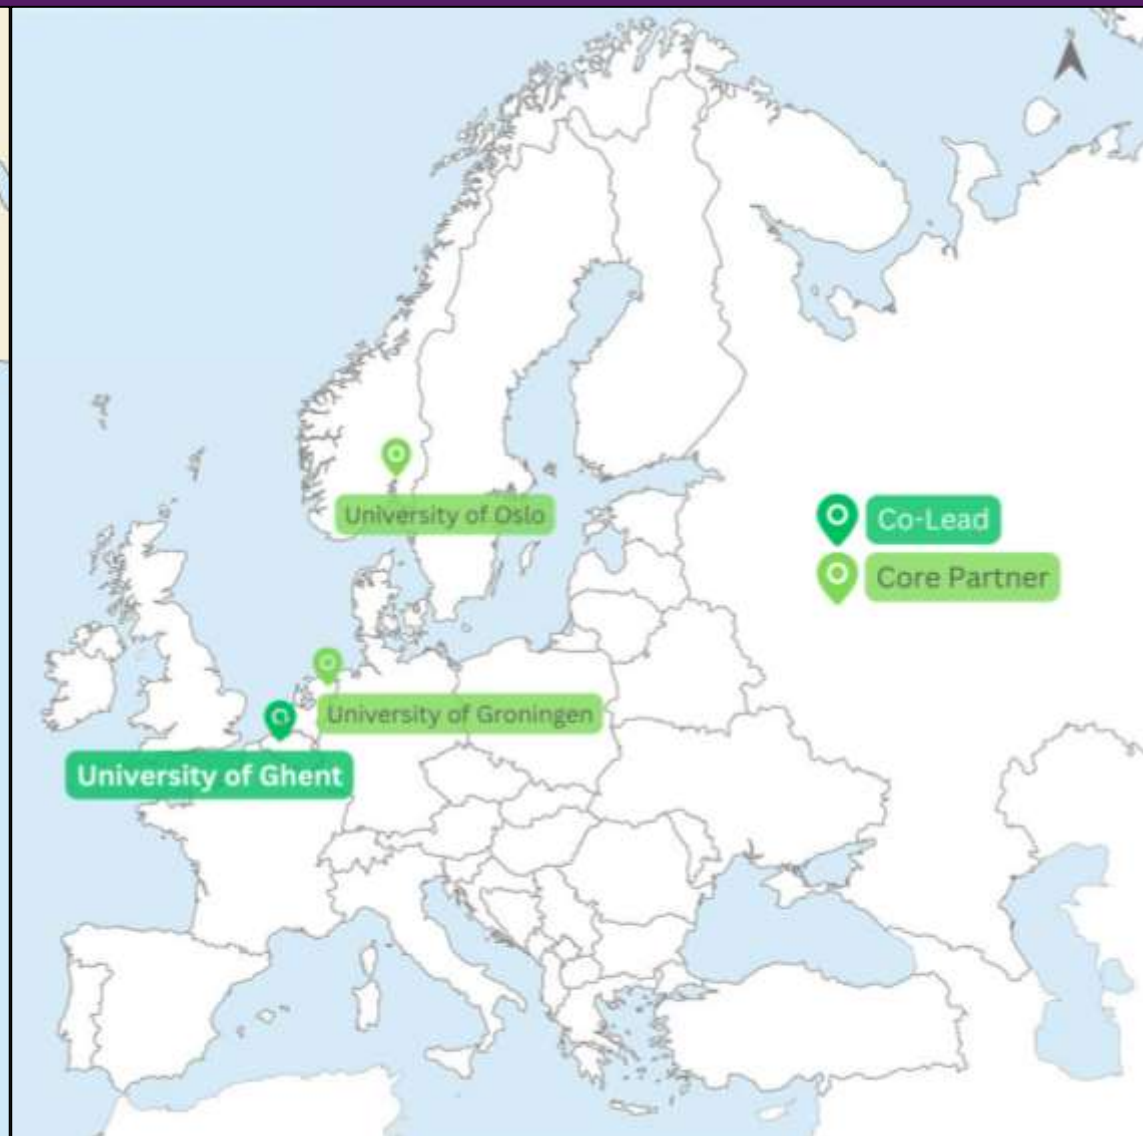 University of Oslo
Co-Lead
Core Partner
University of Groningen
University of Ghent